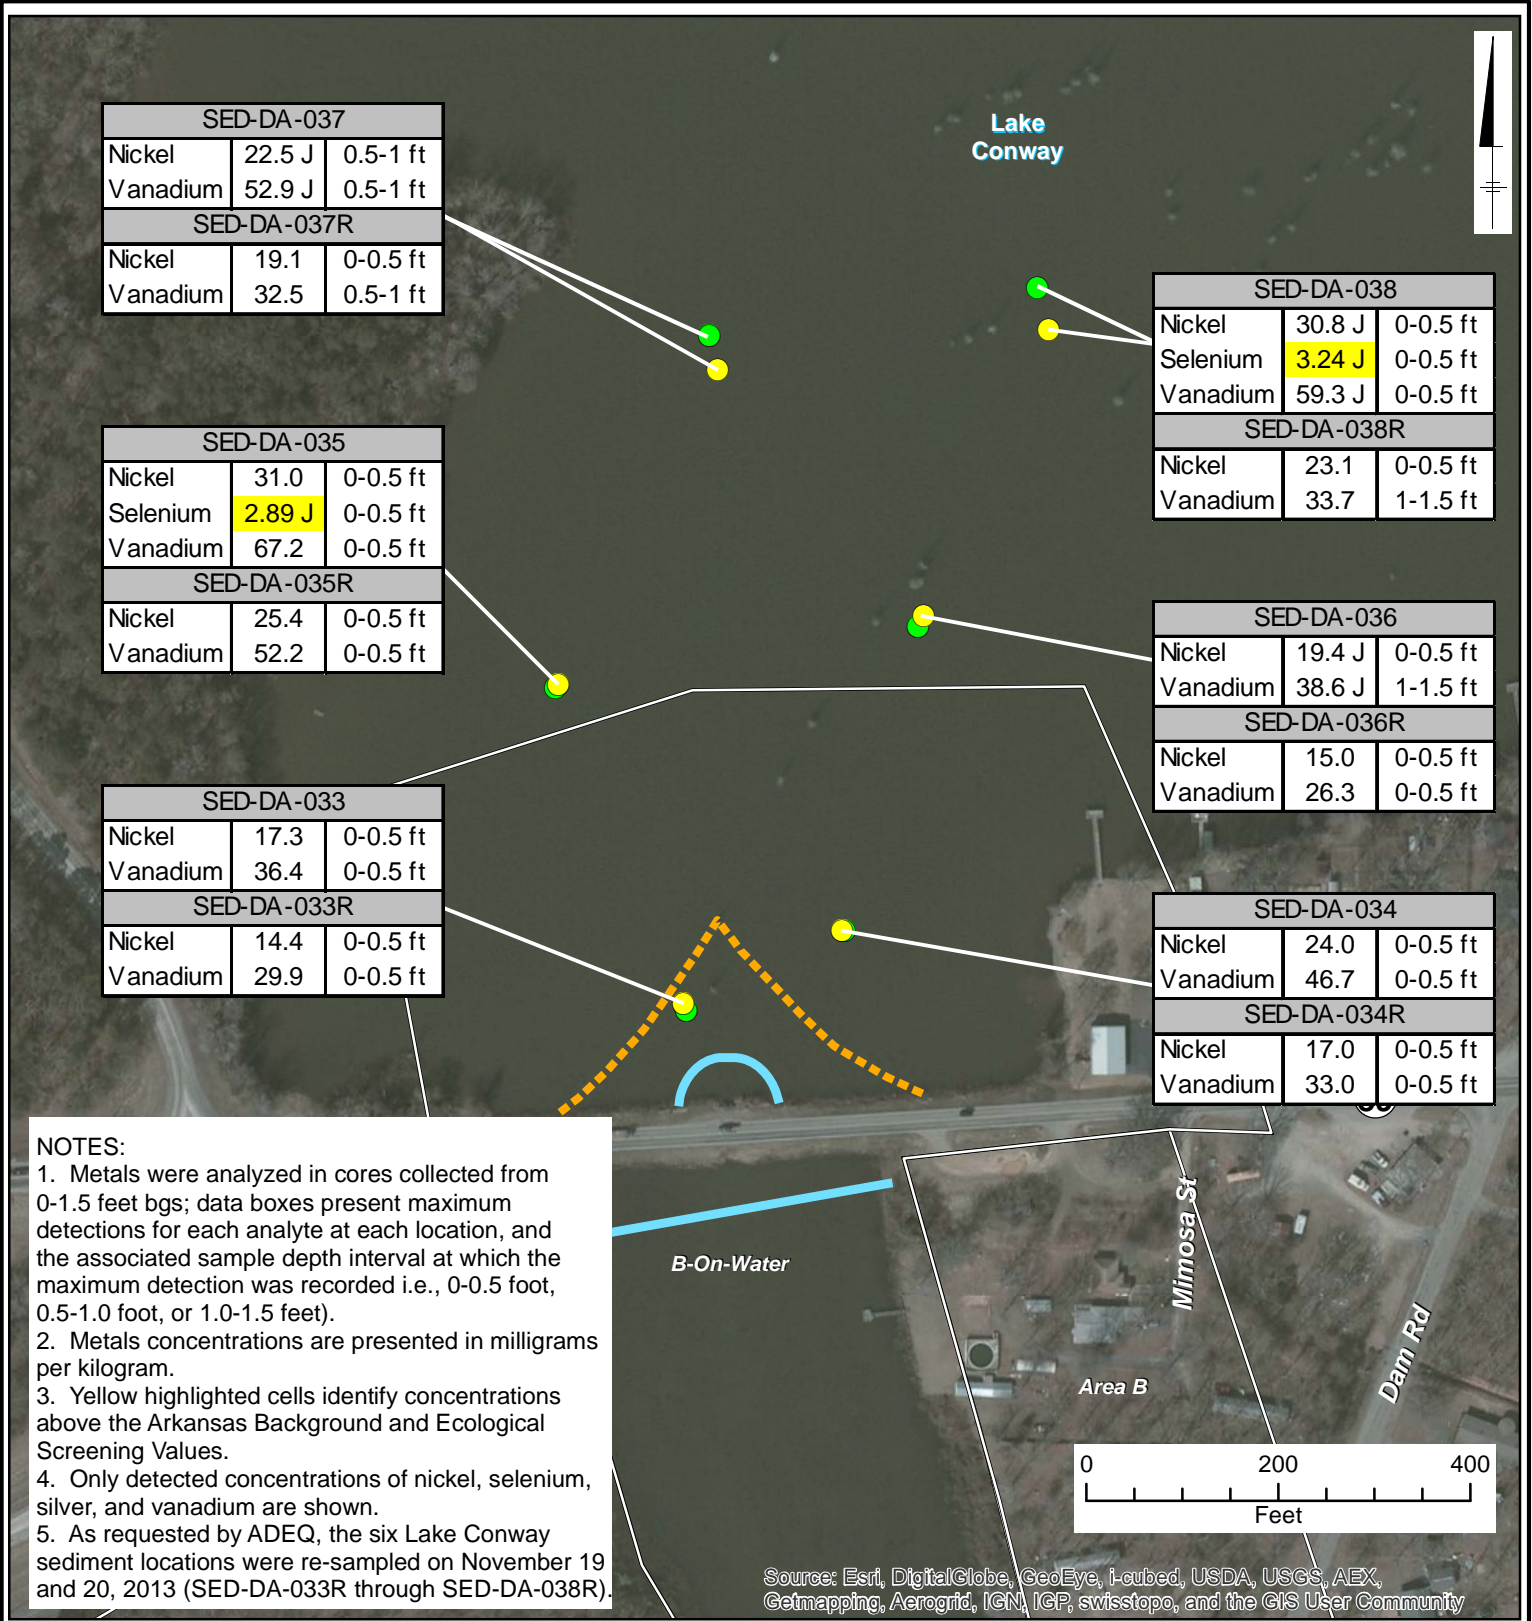 Lake
Conway
SED-DA-037
Nickel 22.5 J 0.5-1 ft
Vanadium 52.9 J 0.5-1 ft
SED-DA-037R
Nickel 19.1 0-0.5 ft
Vanadium 32.5 0.5-1 ft
SED-DA-038
Nickel 30.8 J 0-0.5 ft
Selenium 3.24 J 0-0.5 ft
Vanadium 59.3 J 0-0.5 ft
SED-DA-038R
Nickel 23.1 0-0.5 ft
Vanadium 33.7 1-1.5 ft
SED-DA-035
Nickel 31.0 0-0.5 ft
Selenium 2.89 J 0-0.5 ft
Vanadium 67.2 0-0.5 ft
SED-DA-035R
Nickel 25.4 0-0.5 ft
Vanadium 52.2 0-0.5 ft
SED-DA-036
Nickel 19.4 J 0-0.5 ft
Vanadium 38.6 J 1-1.5 ft
SED-DA-036R
Nickel 15.0 0-0.5 ft
Vanadium 26.3 0-0.5 ft
SED-DA-033
Nickel 17.3 0-0.5 ft
Vanadium 36.4 0-0.5 ft
SED-DA-033R
Nickel 14.4 0-0.5 ft
Vanadium 29.9 0-0.5 ft
SED-DA-034
Nickel 24.0 0-0.5 ft
Vanadium 46.7 0-0.5 ft
SED-DA-034R
Nickel 17.0 0-0.5 ft
Vanadium 33.0 0-0.5 ft
NOTES:
1. Metals were analyzed in cores collected from
0-1.5 feet bgs; data boxes present maximum
detections for each analyte at each location, and
the associated sample depth interval at which the
maximum detection was recorded i.e., 0-0.5 foot,
0.5-1.0 foot, or 1.0-1.5 feet).
2. Metals concentrations are presented in milligrams
per kilogram.
3. Yellow highlighted cells identify concentrations
above the Arkansas Background and Ecological
Screening Values.
4. Only detected concentrations of nickel, selenium,
silver, and vanadium are shown.
5. As requested by ADEQ, the six Lake Conway
sediment locations were re-sampled on November 19
and 20, 2013 (SED-DA-033R through SED-DA-038R).
B-On-Water
Mimosa St
Dam Rd
Area B
0 200 400
Feet
Source: Esri, DigitalGlobe, GeoEye, i-cubed, USDA, USGS, AEX,
Getmapping, Aerogrid, IGN, IGP, swisstopo, and the GIS User Community